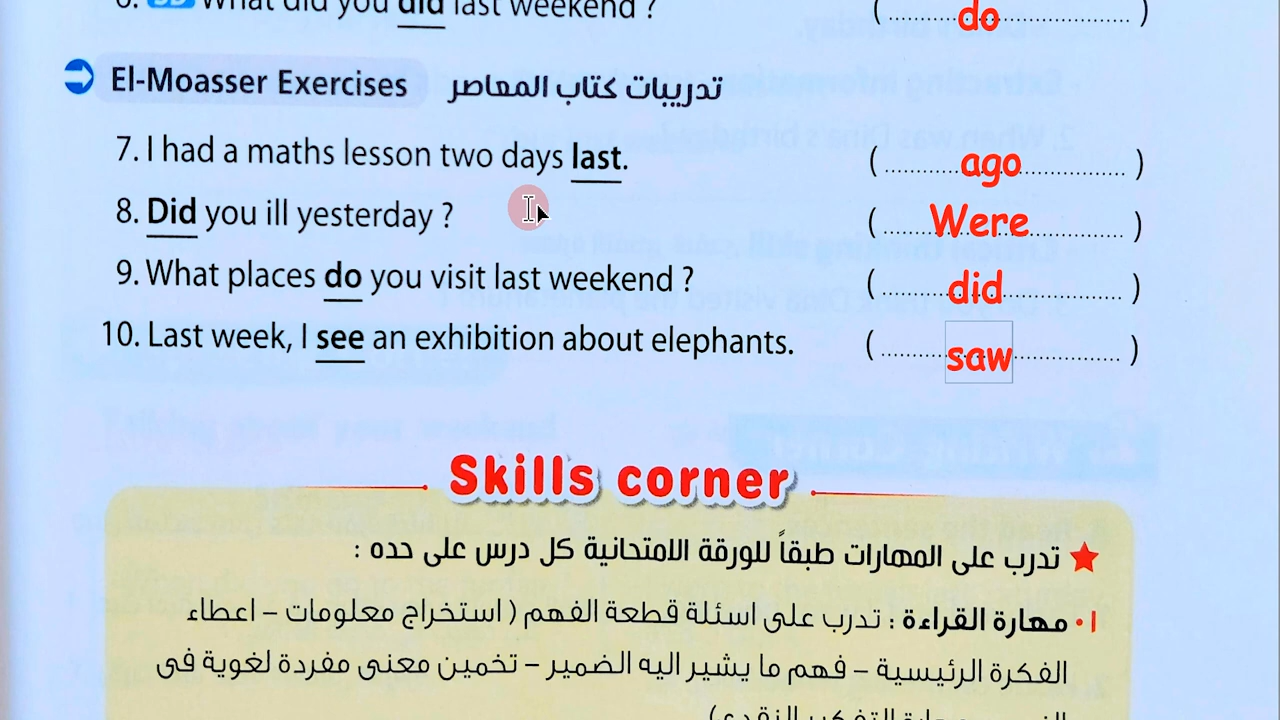 6. SB What did you did last weekend ? (.......... do ..........)
El-Moasser Exercises تدريبات كتاب المعاصر
7. I had a maths lesson two days last. (.......... ago ..........)
8. Did you ill yesterday ? (.......... Were ..........)
9. What places do you visit last weekend ? (.......... did ..........)
10. Last week, I see an exhibition about elephants. (.......... saw ..........)
Skills corner
★ تدرب على المهارات طبقاً للورقة الامتحانية كل درس على حده :
١• مهارة القراءة : تدرب على اسئلة قطعة الفهم ( استخراج معلومات – اعطاء
الفكرة الرئيسية – فهم ما يشير اليه الضمير – تخمين معنى مفردة لغوية فى